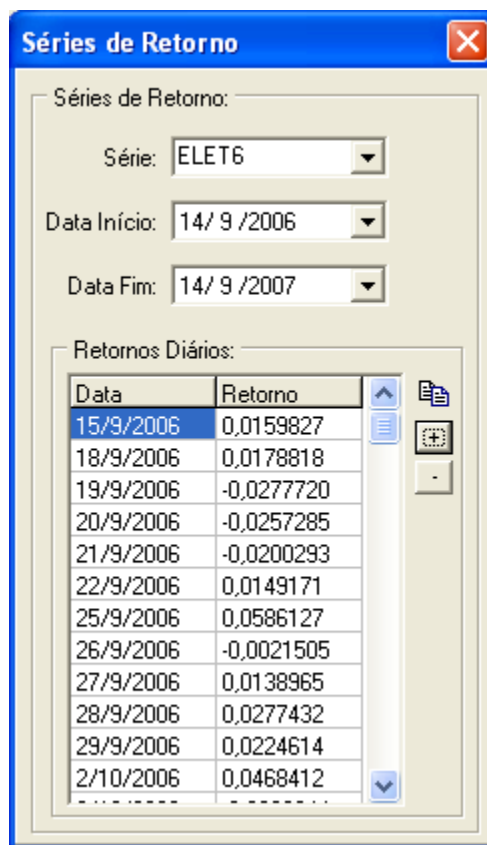 Séries de Retorno
Séries de Retorno:
Série: ELET6
Data Início: 14/ 9 /2006
Data Fim: 14/ 9 /2007
Retornos Diários:
Data Retorno
15/9/2006 0,0159827
18/9/2006 0,0178818
19/9/2006 -0,0277720
20/9/2006 -0,0257285
21/9/2006 -0,0200293
22/9/2006 0,0149171
25/9/2006 0,0586127
26/9/2006 -0,0021505
27/9/2006 0,0138965
28/9/2006 0,0277432
29/9/2006 0,0224614
2/10/2006 0,0468412